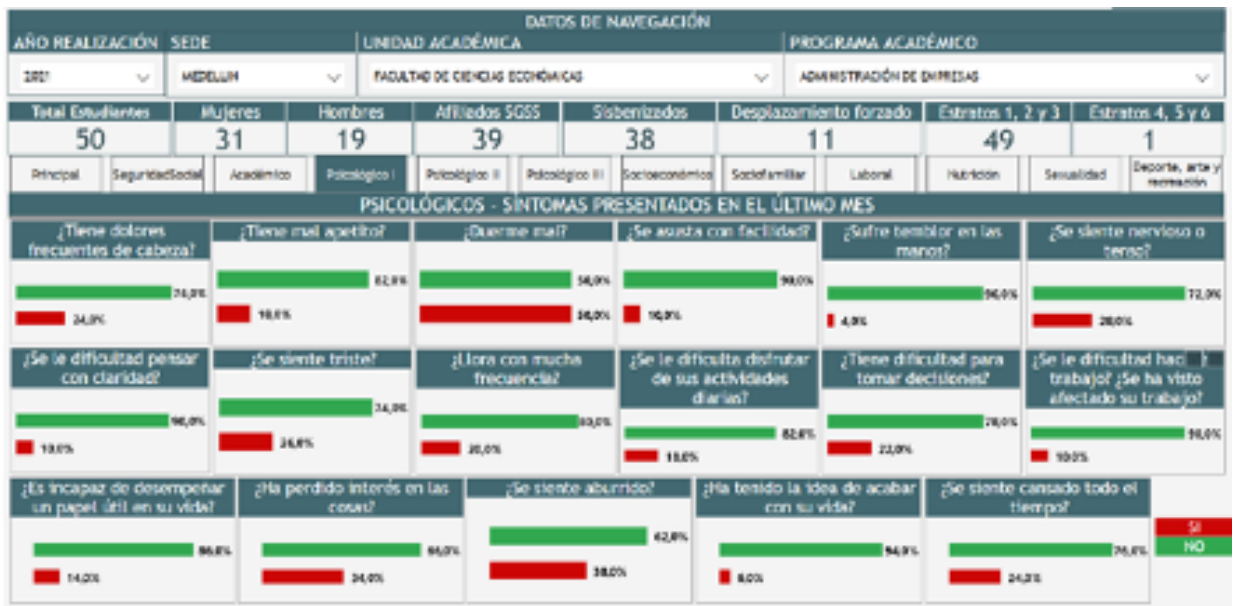 DATOS DE NAVEGACIÓN
AÑO REALIZACIÓN SEDE UNIDAD ACADÉMICA PROGRAMA ACADÉMICO
2021 MEDELLIN FACULTAD DE CIENCIAS ECONÓMICAS ADMINISTRACIÓN DE EMPRESAS
Total Estudiantes Mujeres Hombres Afiliados SGSS Sisbenizados Desplazamiento forzado Estratos 1, 2 y 3 Estratos 4, 5 y 6
50 31 19 39 38 11 49 1
Principal SeguridadSocial Académico Psicológico I Psicológico II Psicológico III Socioeconómico Sociofamiliar Laboral Nutrición Sexualidad Deporte, arte y
recreación
PSICOLÓGICOS - SÍNTOMAS PRESENTADOS EN EL ÚLTIMO MES
¿Tiene dolores
frecuentes de cabeza?
24,0%
¿Tiene mal apetito?
82,0%
18,0%
¿Duerme mal?
50,0%
50,0%
¿Se asusta con facilidad?
90,0%
10,0%
¿Sufre temblor en las
manos?
96,0%
4,0%
¿Se siente nervioso o
tenso?
72,0%
28,0%
¿Se le dificultad pensar
con claridad?
90,0%
10,0%
¿Se siente triste?
74,0%
26,0%
¿Llora con mucha
frecuencia?
80,0%
20,0%
¿Se le dificulta disfrutar
de sus actividades
diarias?
82,0%
18,0%
¿Tiene dificultad para
tomar decisiones?
78,0%
22,0%
¿Se le dificultad
trabajo? ¿Se ha visto
afectado su trabajo?
90,0%
10,0%
¿Es incapaz de desempeñar
un papel útil en su vida?
86,0%
14,0%
¿Ha perdido interés en las
cosas?
¿Se siente aburrido?
62,0%
38,0%
¿Ha tenido la idea de acabar
con su vida?
94,0%
¿Se siente cansado todo el
tiempo?
SI
NO